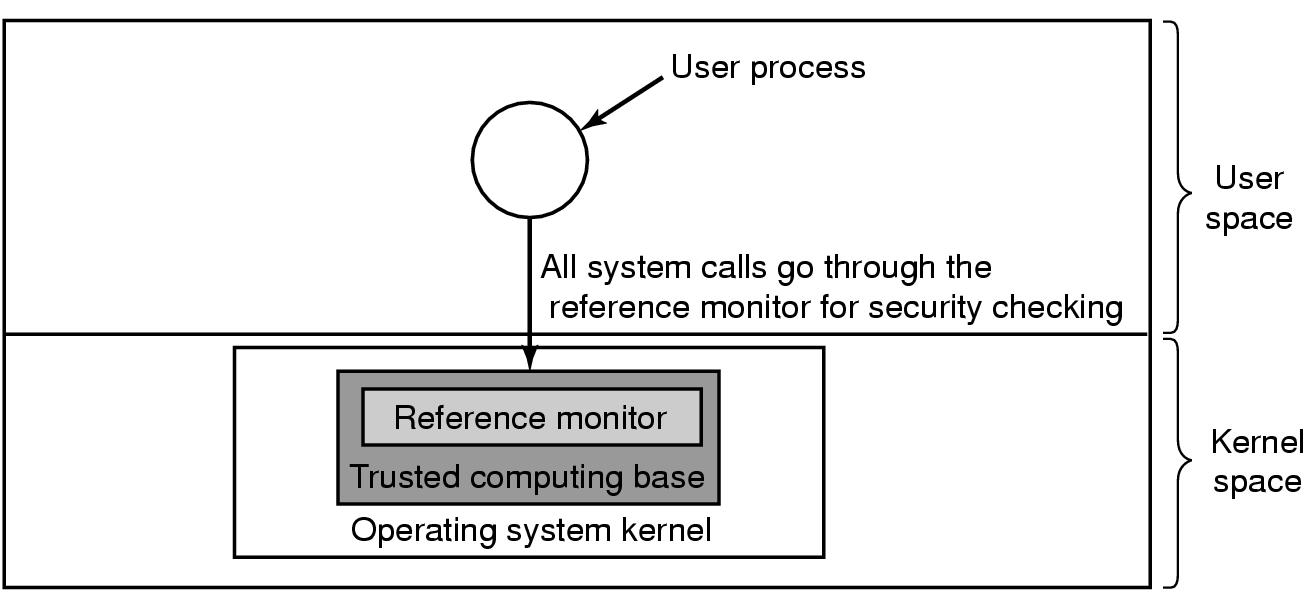 User process
User
space
All system calls go through the
reference monitor for security checking
Reference monitor
Trusted computing base
Operating system kernel
Kernel
space